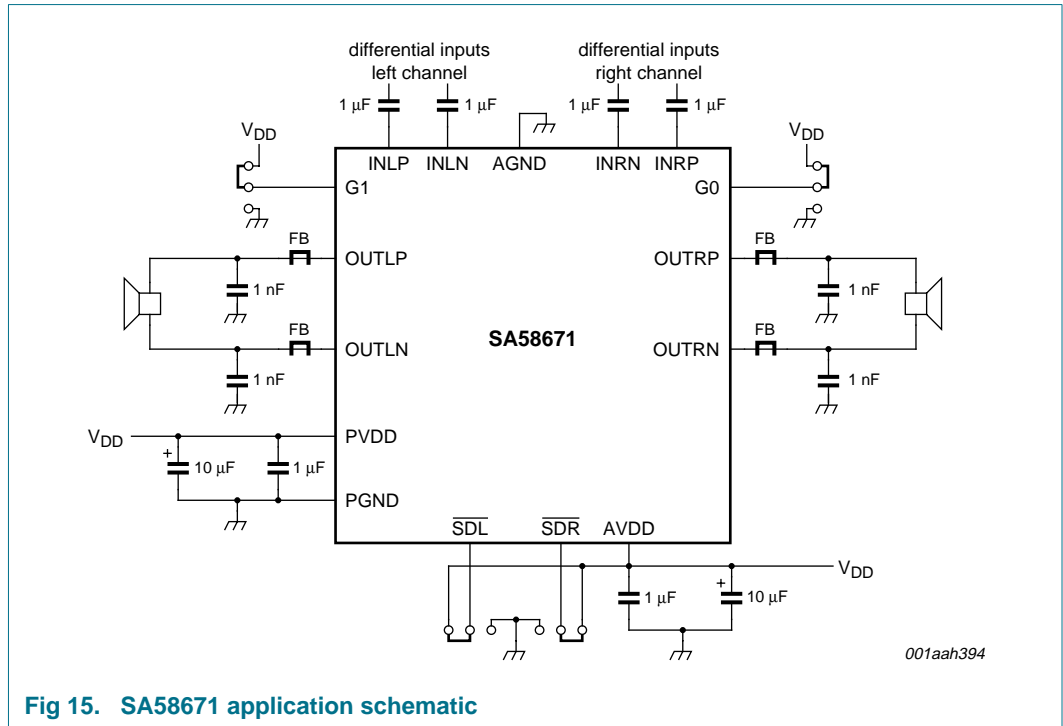 differential inputs
left channel
differential inputs
right channel
1 μF
1 μF
1 μF
1 μF
VDD
VDD
INLP
INLN
AGND
INRN
INRP
G1
G0
FB
OUTLP
OUTRP
FB
1 nF
1 nF
SA58671
FB
OUTLN
OUTRN
FB
1 nF
1 nF
VDD
PVDD
+
10 μF
1 μF
PGND
SDL
SDR
AVDD
VDD
1 μF
+
10 μF
001aah394
Fig 15. SA58671 application schematic